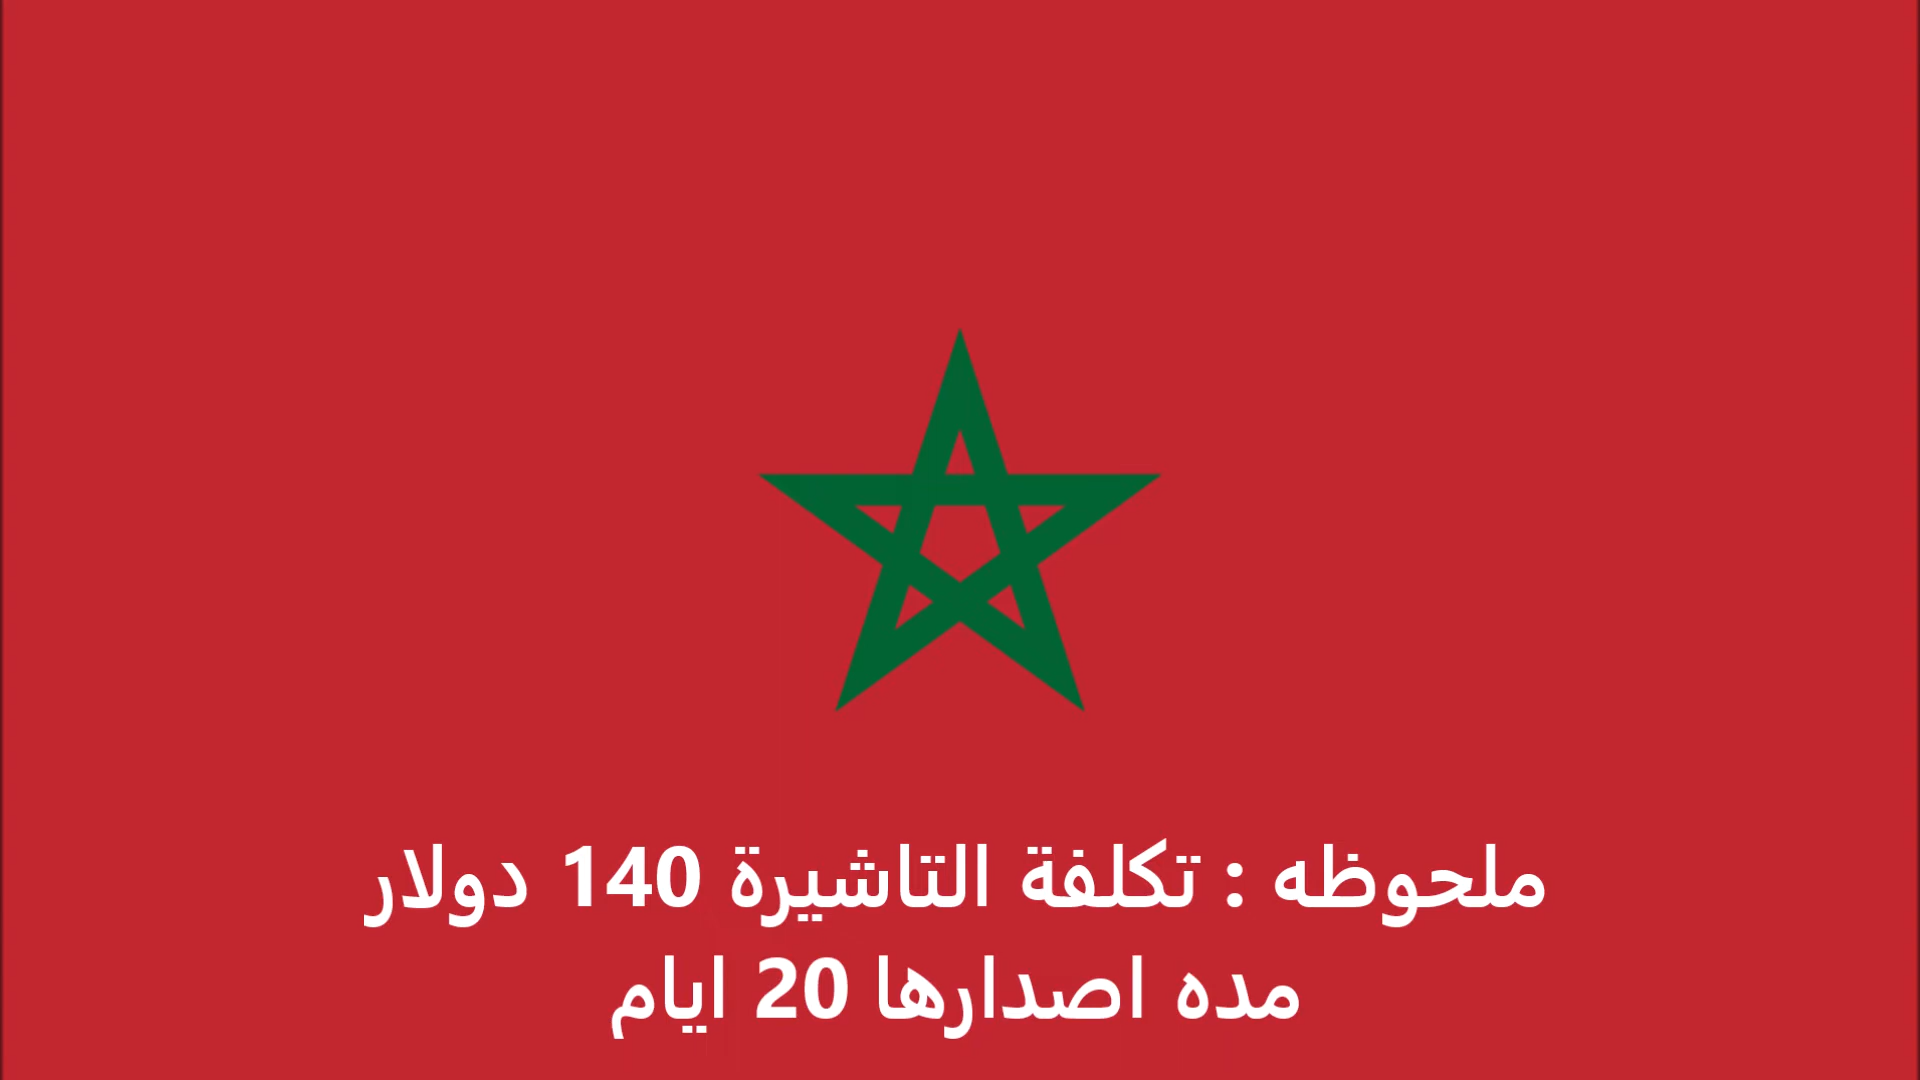 ملحوظه : تكلفة التاشيرة 140 دولار
مده اصدارها 20 ايام